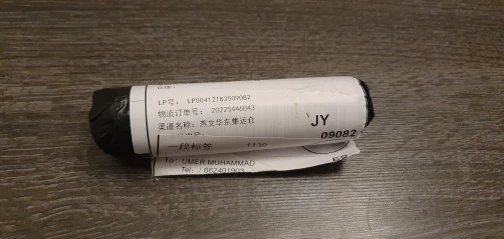 LP号: LP00412183509082
物流订单号: 20225446043
渠道名称: 燕文华东集运仓
JY
09082
一段标签
To: UMER MUHAMMAD
Tel: / 662401903